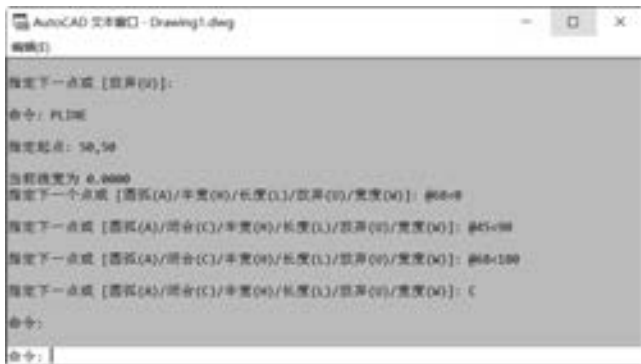 AutoCAD 文本窗口 - Drawing1.dwg
编辑(E)
指定下一点或 [放弃(U)]:
命令: PLINE
指定起点: 50,50
当前线宽为 0.0000
指定下一个点或 [圆弧(A)/半宽(H)/长度(L)/放弃(U)/宽度(W)]: @60<0
指定下一点或 [圆弧(A)/闭合(C)/半宽(H)/长度(L)/放弃(U)/宽度(W)]: @45<90
指定下一点或 [圆弧(A)/闭合(C)/半宽(H)/长度(L)/放弃(U)/宽度(W)]: @60<180
指定下一点或 [圆弧(A)/闭合(C)/半宽(H)/长度(L)/放弃(U)/宽度(W)]: C
命令:
命令: